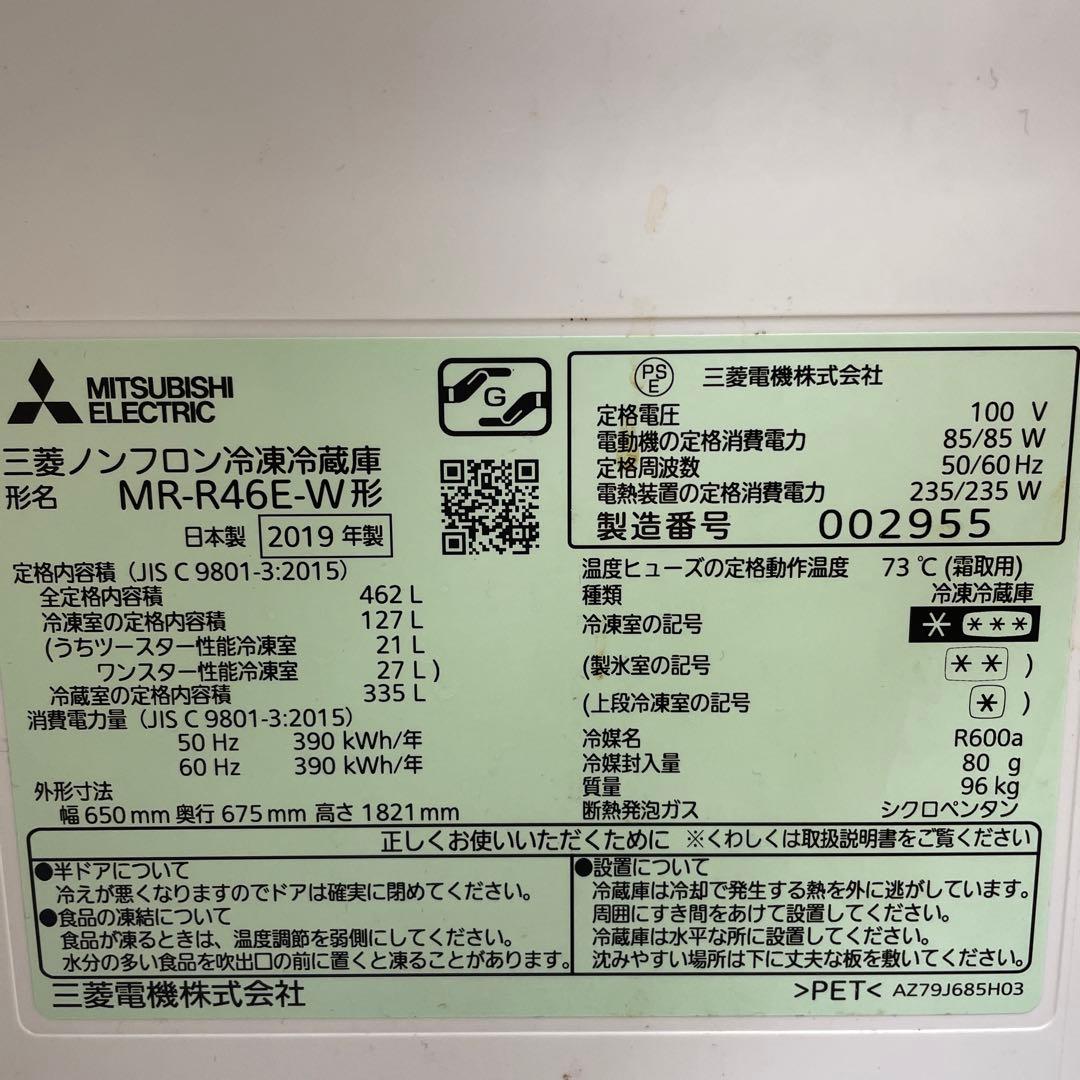 MITSUBISHI
ELECTRIC
G
三菱ノンフロン冷凍冷蔵庫
形名 MR-R46E-W形
日本製 2019 年製
定格内容積 (JIS C 9801-3:2015)
全定格内容積 462 L
冷凍室の定格内容積 127 L
(うちツースター性能冷凍室 21 L
ワンスター性能冷凍室 27 L )
冷蔵室の定格内容積 335 L
消費電力量 (JIS C 9801-3:2015)
50 Hz 390 kWh/年
60 Hz 390 kWh/年
外形寸法
幅 650 mm 奥行 675 mm 高さ 1821 mm
PS
E
三菱電機株式会社
定格電圧 100 V
電動機の定格消費電力 85/85 W
定格周波数 50/60 Hz
電熱装置の定格消費電力 235/235 W
製造番号 002955
温度ヒューズの定格動作温度 73 ℃ (霜取用)
種類 冷凍冷蔵庫
冷凍室の記号 * ***
(製氷室の記号 ** )
(上段冷凍室の記号 * )
冷媒名 R600a
冷媒封入量 80 g
質量 96 kg
断熱発泡ガス シクロペンタン
正しくお使いいただくために ※くわしくは取扱説明書をご覧ください
●半ドアについて
冷えが悪くなりますのでドアは確実に閉めてください。
●食品の凍結について
食品が凍るときは、温度調節を弱側にしてください。
水分の多い食品を吹出口の前に置くと凍ることがあります。
●設置について
冷蔵庫は冷却で発生する熱を外に逃がしています。
周囲にすき間をあけて設置してください。
冷蔵庫は水平な所に設置してください。
沈みやすい場所は下に丈夫な板を敷いてください。
三菱電機株式会社
>PET< AZ79J685H03